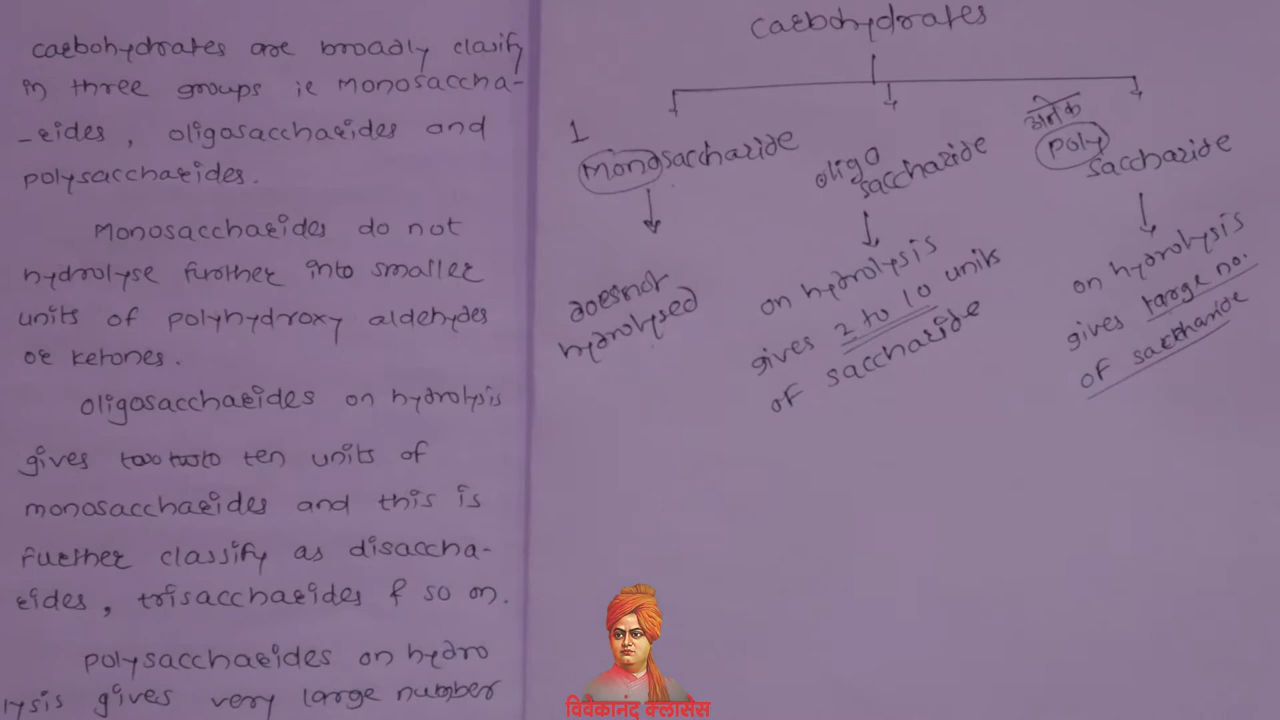 carbohydrates are broadly clasify
in three groups ie Monosaccha-
-rides, oligosaccharides and
polysaccharides.
Monosaccharides do not
hydrolyse further into smaller
units of polyhydroxy aldehydes
or ketones.
oligosaccharides on hydrolysis
gives two to ten units of
monosaccharides and this is
further classify as disaccha-
rides, trisaccharides & so on.
polysaccharides on hydro
lysis gives very large number
carbohydrates
1
Monosaccharide
does not
hydrolysed
oligo
saccharide
on hydrolysis
gives 2 to 10 units
of saccharide
अनेक
poly
saccharide
on hydrolysis
gives large no.
of saccharide
विवेकानंद क्लासेस